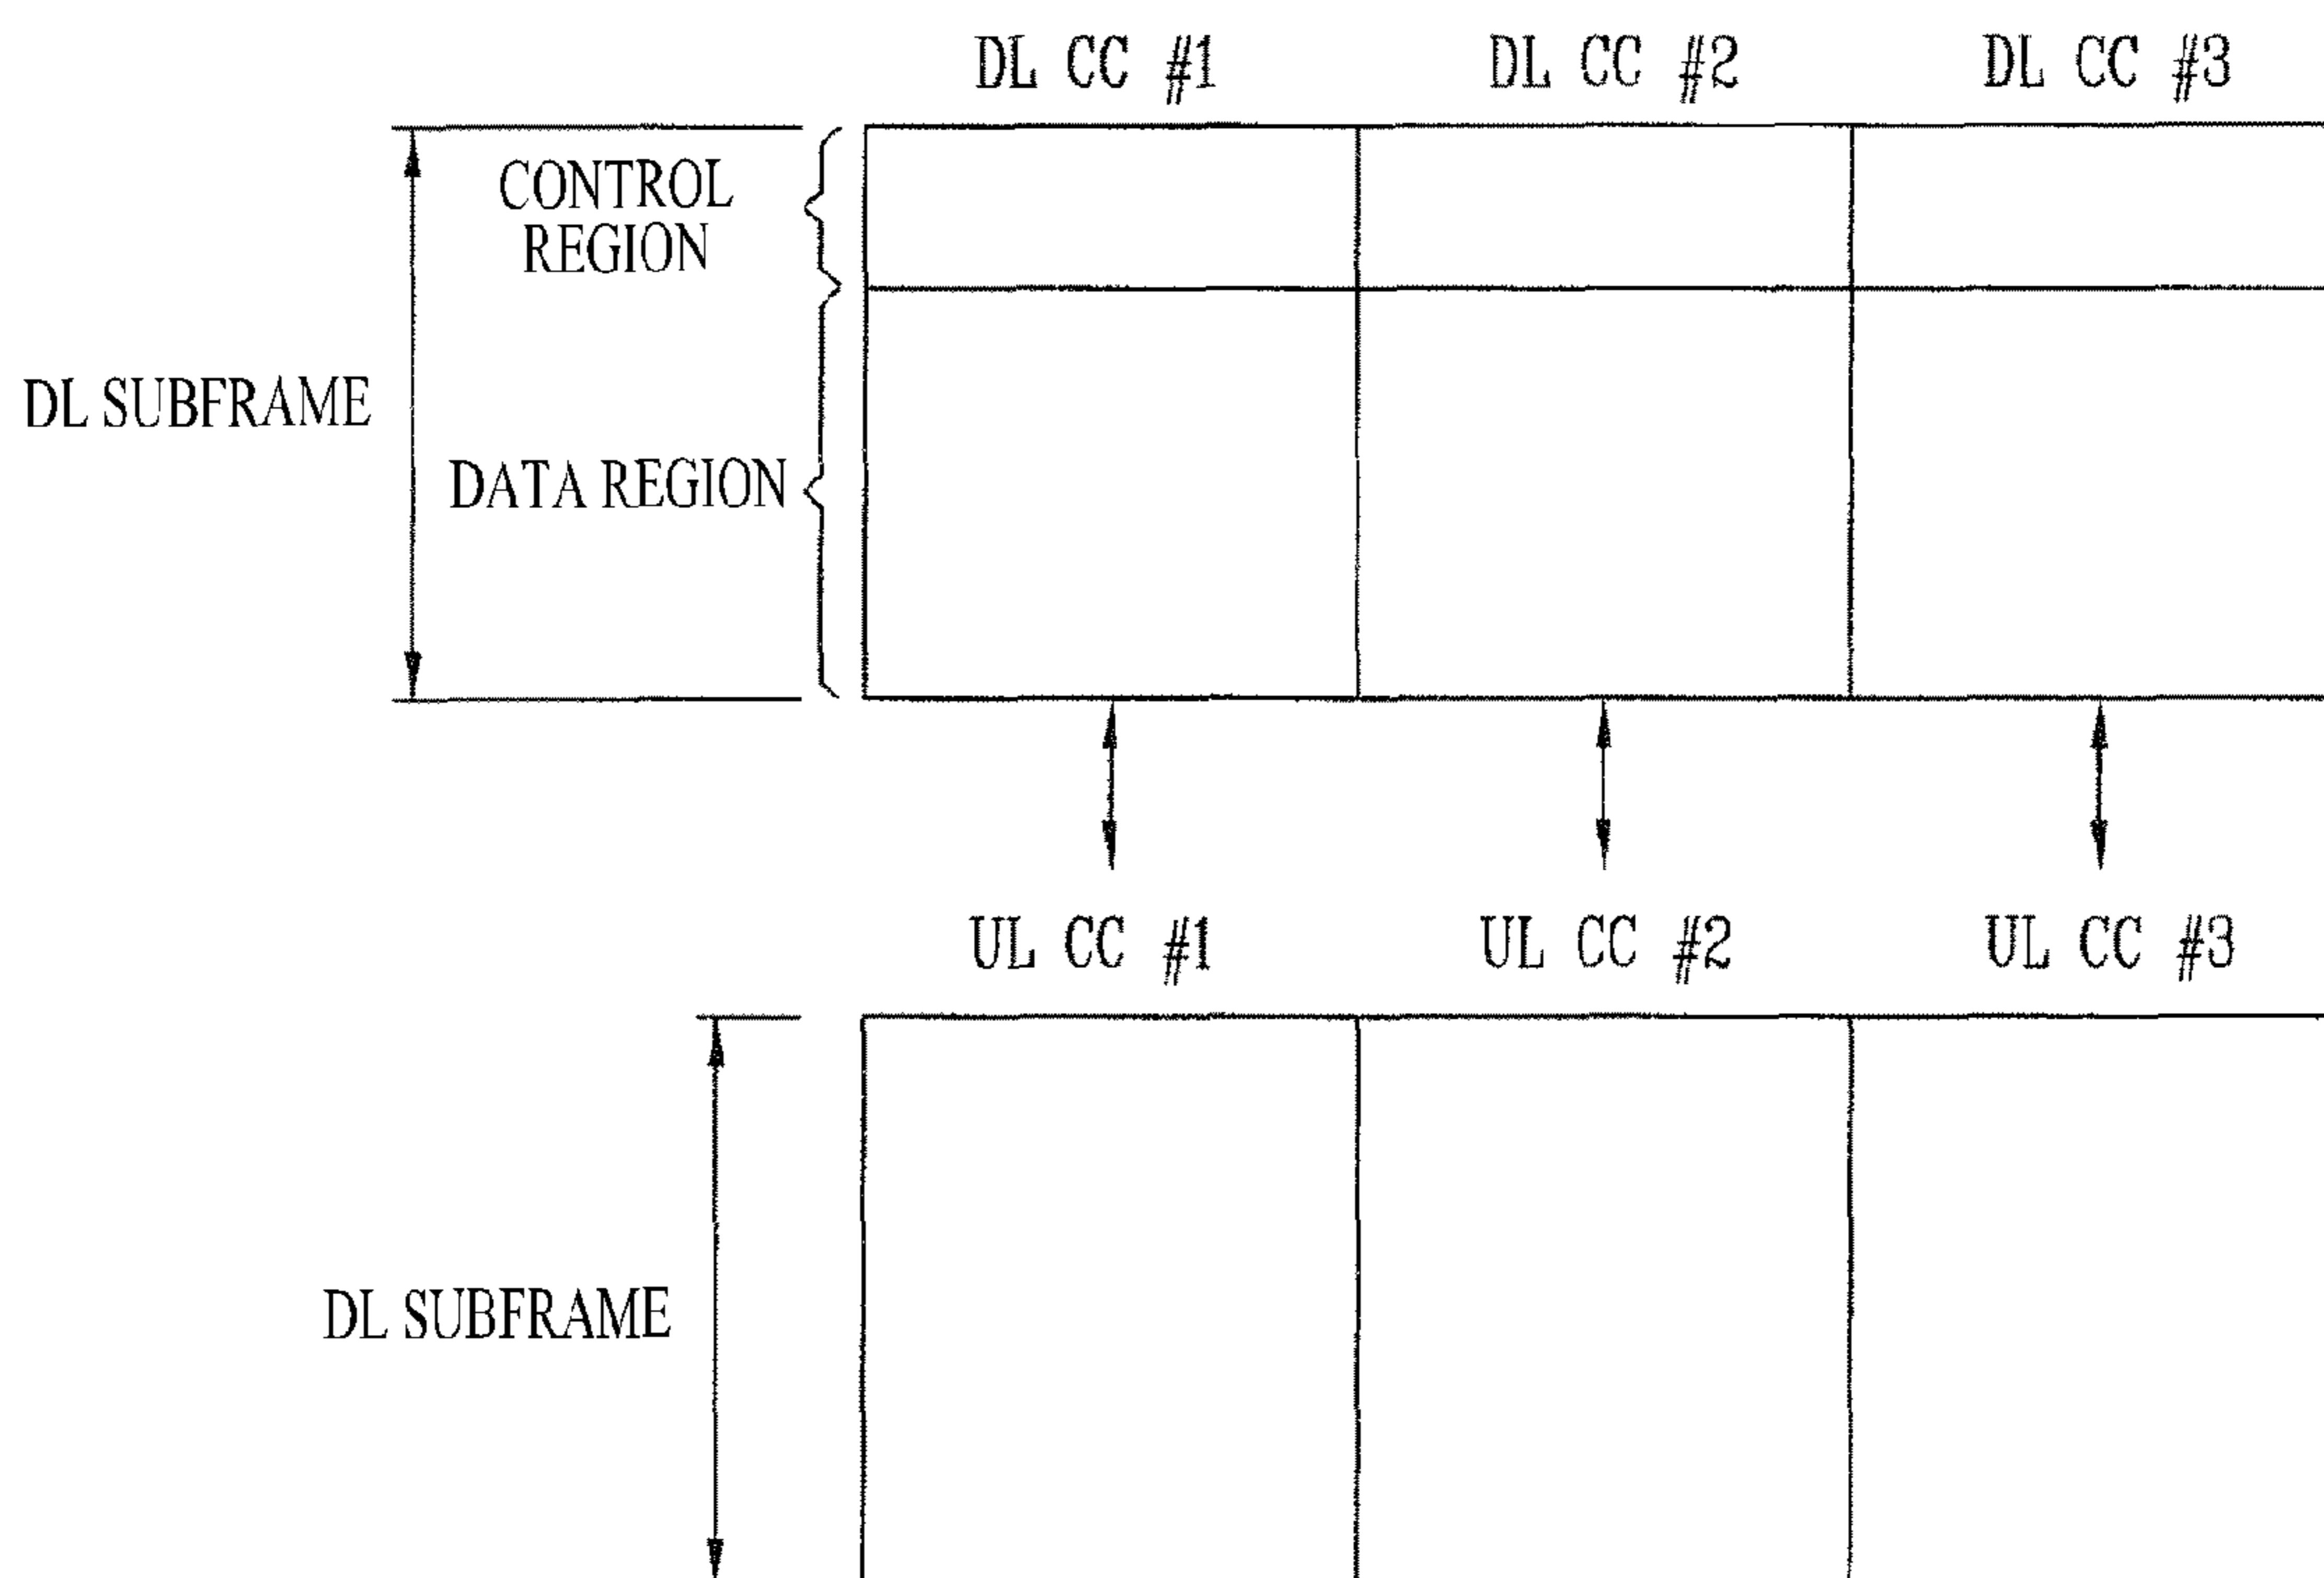 DL CC #1 DL CC #2 DL CC #3
CONTROL
REGION
DL SUBFRAME
DATA REGION
UL CC #1 UL CC #2 UL CC #3
DL SUBFRAME